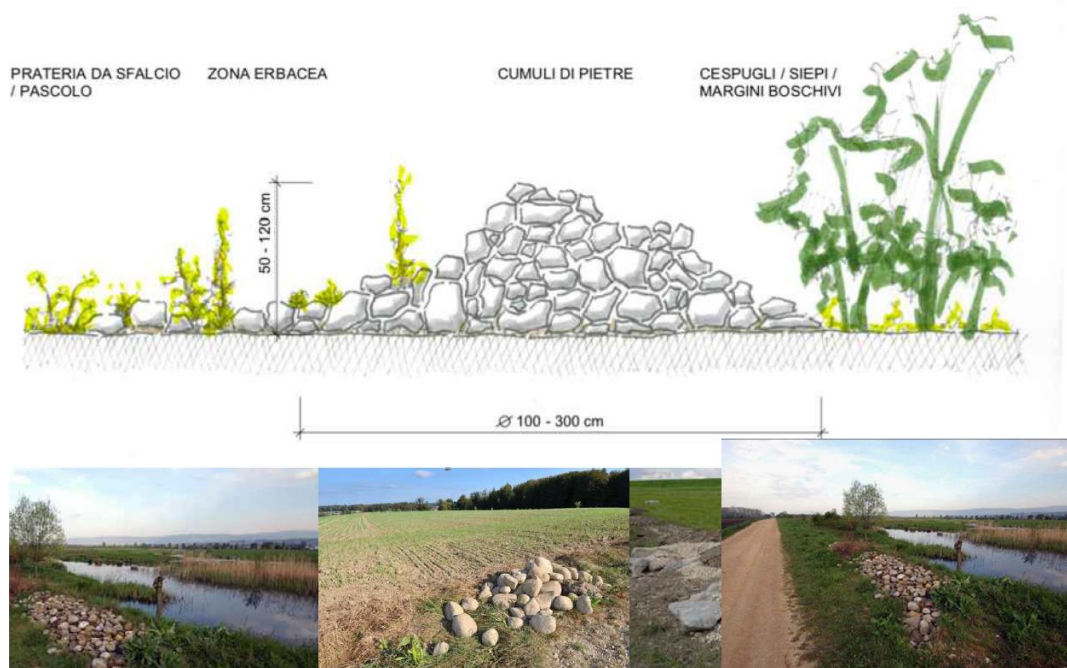 PRATERIA DA SFALCIO
/ PASCOLO
ZONA ERBACEA
CUMULI DI PIETRE
CESPUGLI / SIEPI /
MARGINI BOSCHIVI
50 - 120 cm
Ø 100 - 300 cm